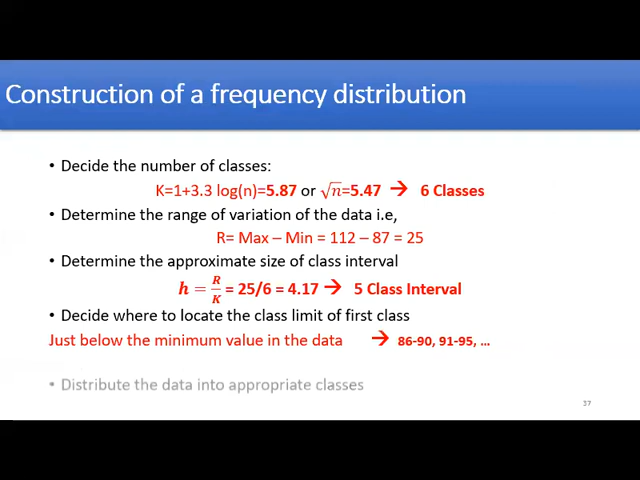 Construction of a frequency distribution
• Decide the number of classes:
K=1+3.3 log(n)=5.87 or √n=5.47 → 6 Classes
• Determine the range of variation of the data i.e,
R= Max – Min = 112 – 87 = 25
• Determine the approximate size of class interval
h = R/K = 25/6 = 4.17 → 5 Class Interval
• Decide where to locate the class limit of first class
Just below the minimum value in the data → 86-90, 91-95, ...
• Distribute the data into appropriate classes
37